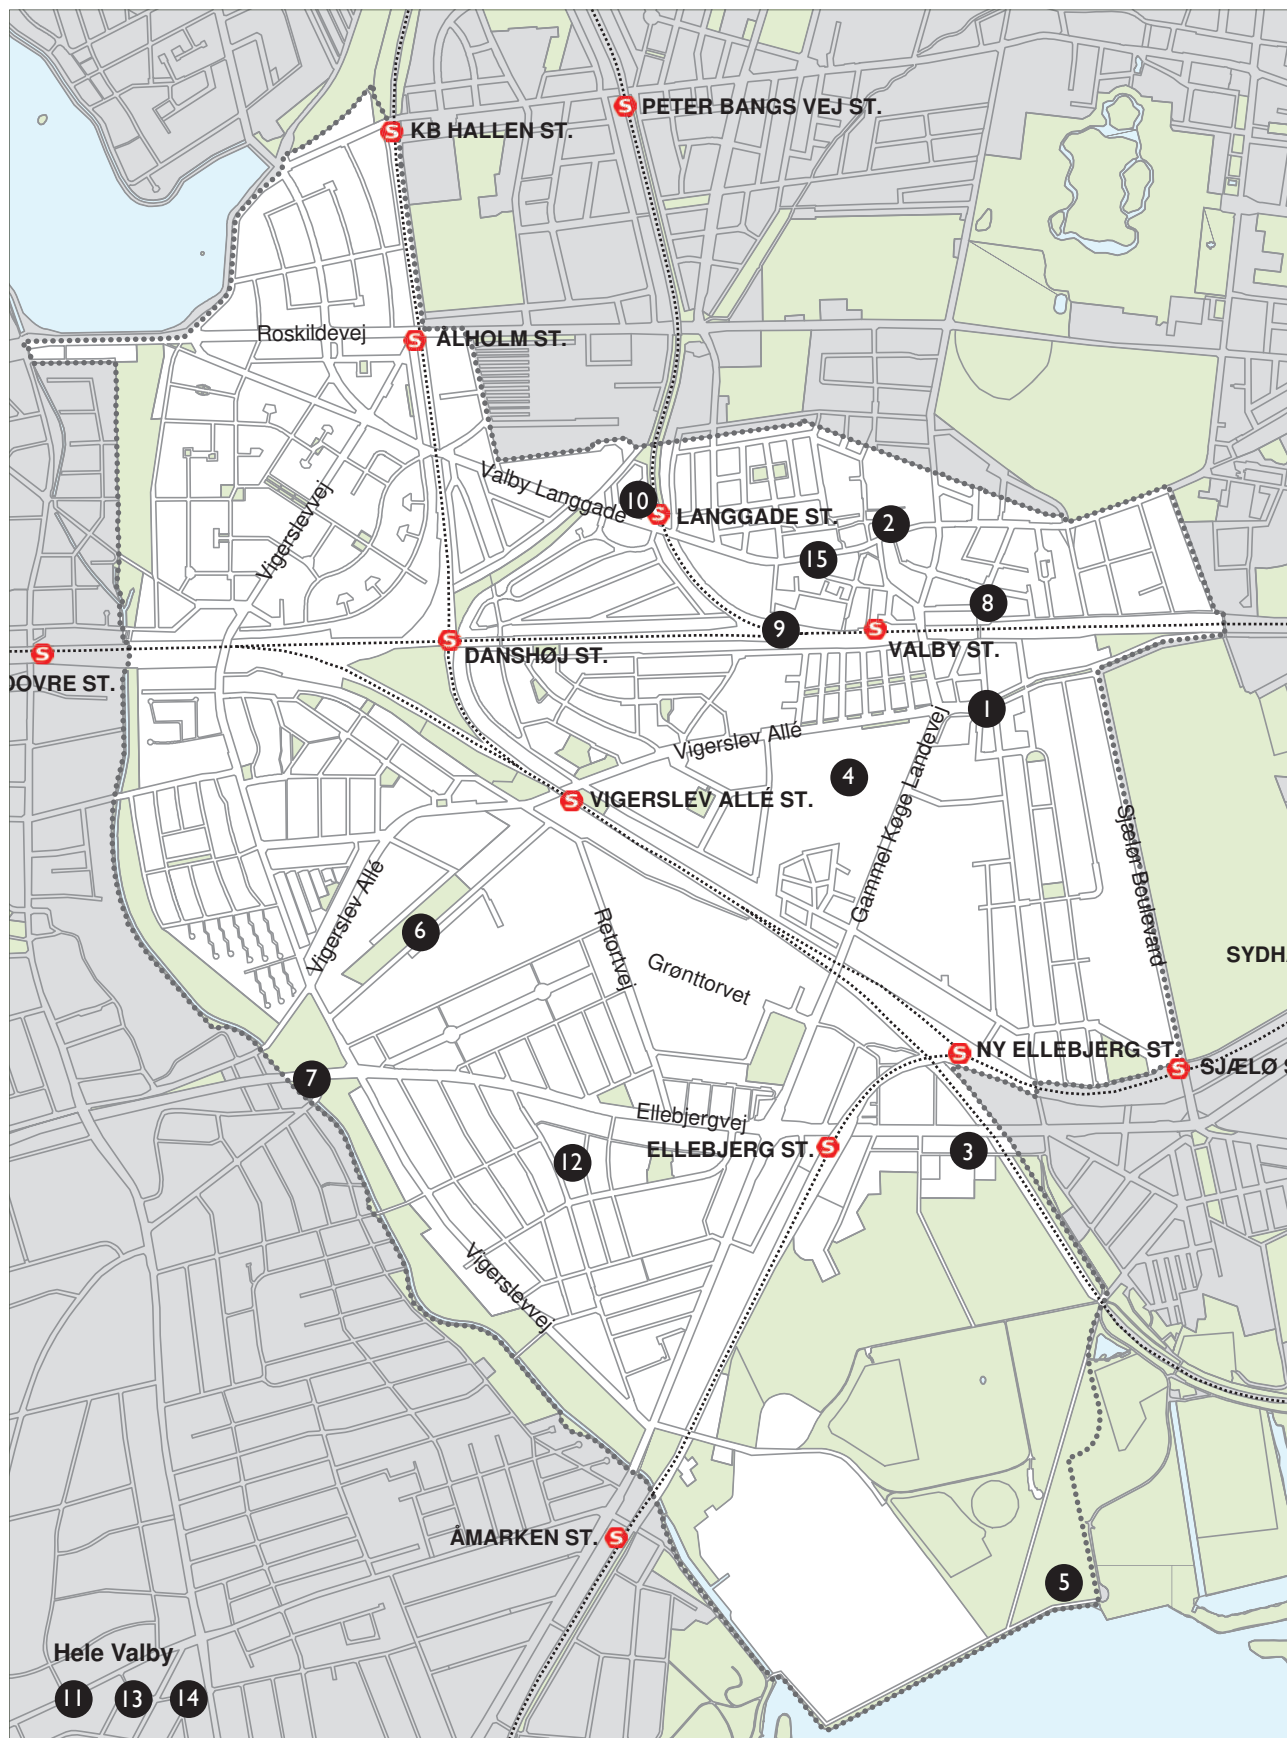 PETER BANGS VEJ ST.
KB HALLEN ST.
Roskildevej
ALHOLM ST.
Valby Langgade
10
LANGGADE ST.
2
15
Vigerslevvej
8
9
VALBY ST.
DANSHØJ ST.
OVRE ST.
1
Vigerslev Allé
4
Gammel Køge Landevej
VIGERSLEV ALLÉ ST.
Sjælør Boulevard
Vigerslev Allé
6
Retortvej
Grønttorvet
SYDH
NY ELLEBJERG ST
SJÆLØ S
7
Ellebjergvej
ELLEBJERG ST.
3
12
Vigerslevvej
ÅMARKEN ST.
5
Hele Valby
11 13 14